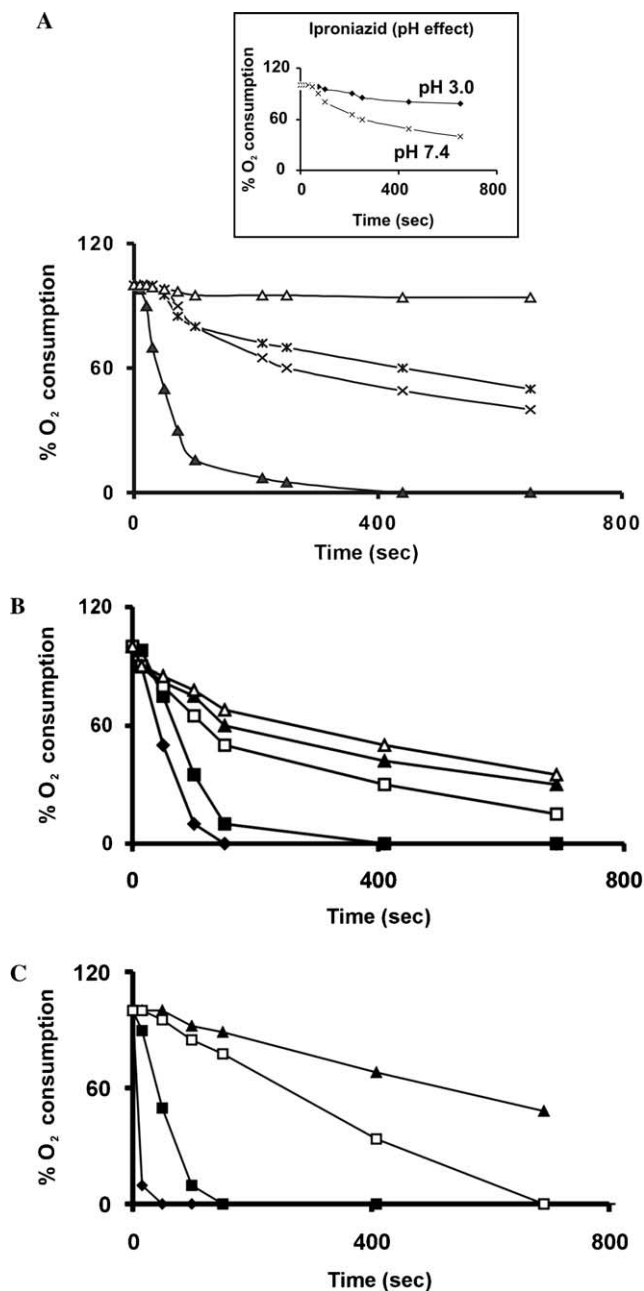 A
Iproniazid (pH effect)
120
60
0
% O2 consumption
pH 3.0
pH 7.4
0 400 800
Time (sec)
120
60
0
% O2 consumption
0 400 800
Time (sec)
B
120
60
0
% O2 consumption
0 400 800
Time (sec)
C
120
60
0
% O2 consumption
0 400 800
Time (sec)